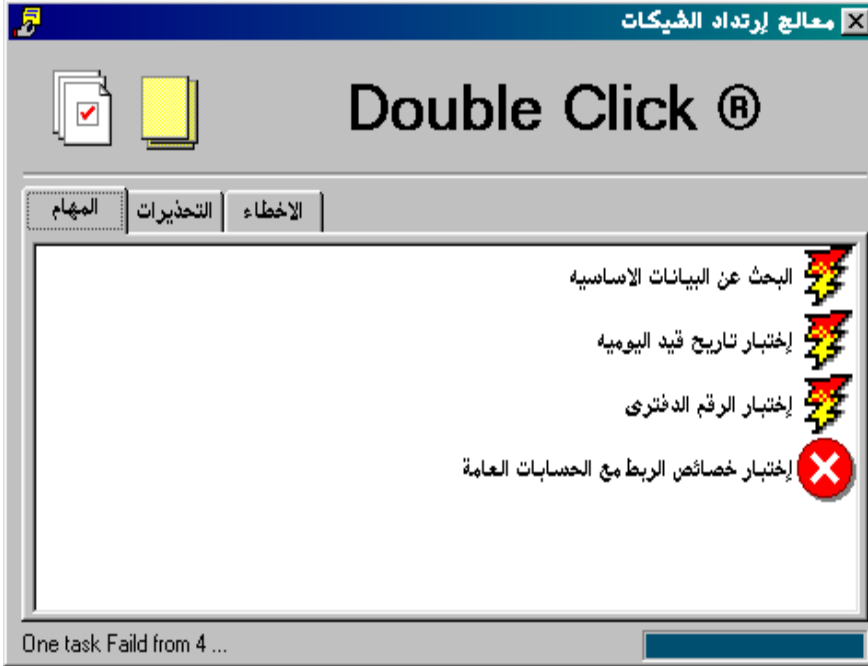 معالج إرتداد الشيكات
Double Click ®
المهام
التحذيرات
الاخطاء
البحث عن البيانات الاساسيه
إختبار تاريخ قيد اليوميه
إختبار الرقم الدفترى
إختبار خصائص الربط مع الحسابات العامة
One task Faild from 4 ...